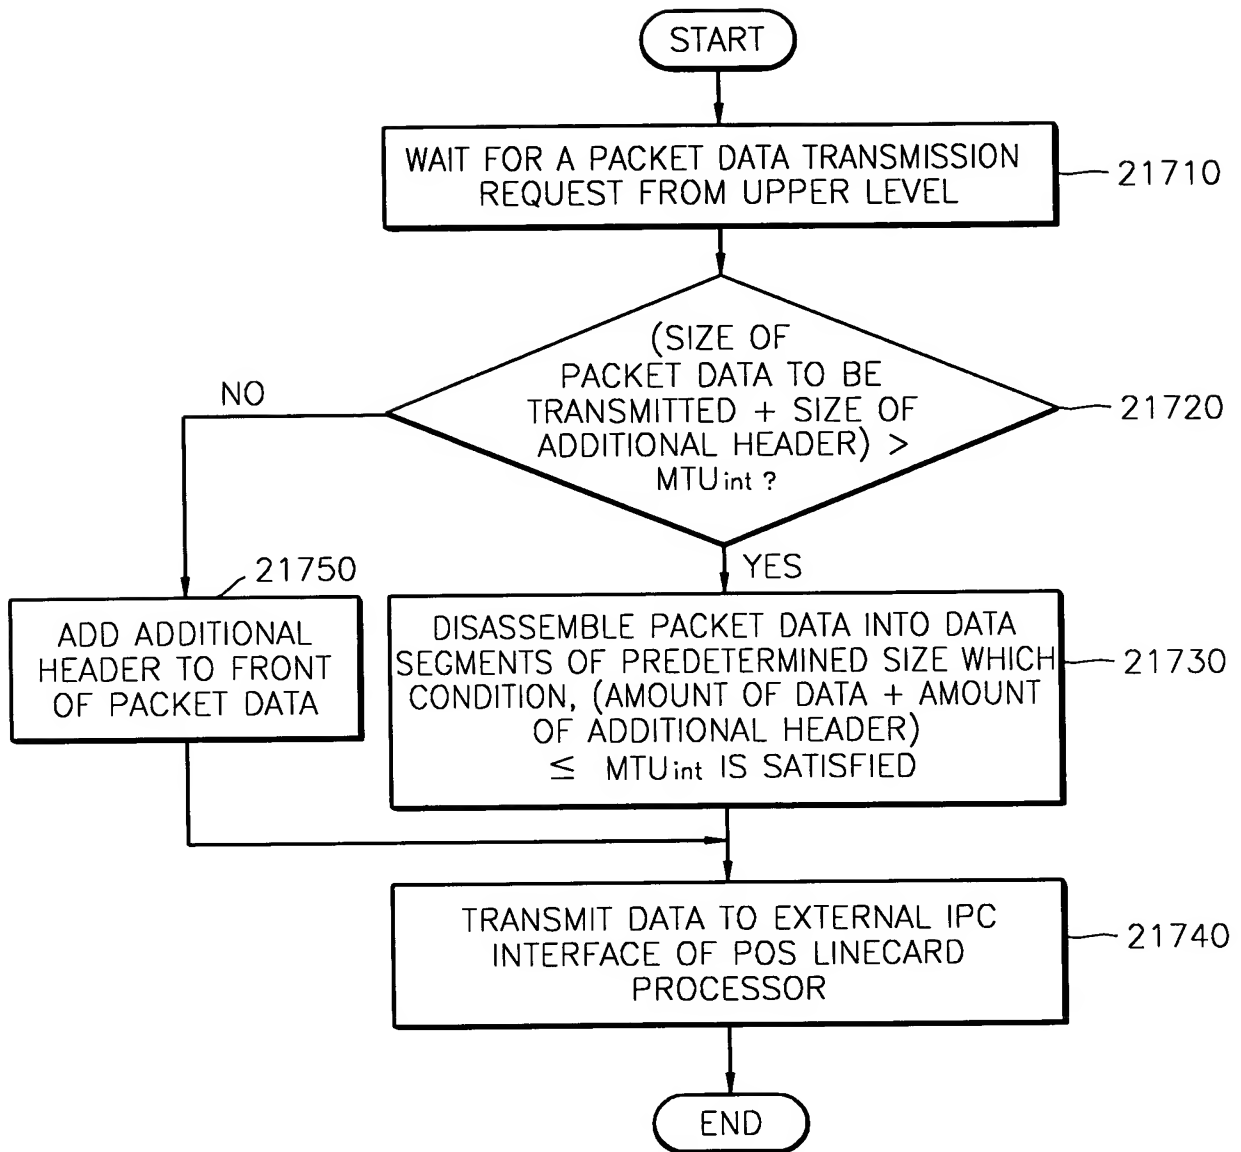 START
WAIT FOR A PACKET DATA TRANSMISSION
REQUEST FROM UPPER LEVEL
21710
(SIZE OF
PACKET DATA TO BE
TRANSMITTED + SIZE OF
ADDITIONAL HEADER) >
MTUint ?
21720
NO
YES
21750
ADD ADDITIONAL
HEADER TO FRONT
OF PACKET DATA
DISASSEMBLE PACKET DATA INTO DATA
SEGMENTS OF PREDETERMINED SIZE WHICH
CONDITION, (AMOUNT OF DATA + AMOUNT
OF ADDITIONAL HEADER)
≤ MTUint IS SATISFIED
21730
TRANSMIT DATA TO EXTERNAL IPC
INTERFACE OF POS LINECARD
PROCESSOR
21740
END